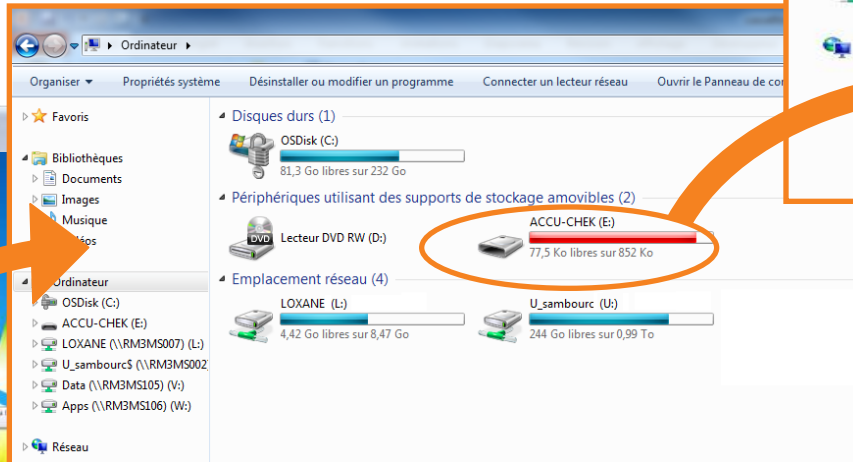 Ordinateur
Organiser Propriétés système Désinstaller ou modifier un programme Connecter un lecteur réseau Ouvrir le Panneau de
Favoris
Bibliothèques
Documents
Images
Musique
Ordinateur
OSDisk (C:)
ACCU-CHEK (E:)
LOXANE (\\RM3MS007) (L:)
U_sambourc$ (\\RM3MS002
Data (\\RM3MS105) (V:)
Apps (\\RM3MS106) (W:)
Réseau
Disques durs (1)
OSDisk (C:)
81,3 Go libres sur 232 Go
Périphériques utilisant des supports de stockage amovibles (2)
DVD
Lecteur DVD RW (D:)
ACCU-CHEK (E:)
77,5 Ko libres sur 852 Ko
Emplacement réseau (4)
LOXANE (L:)
4,42 Go libres sur 8,47 Go
U_sambourc (U:)
244 Go libres sur 0,99 To